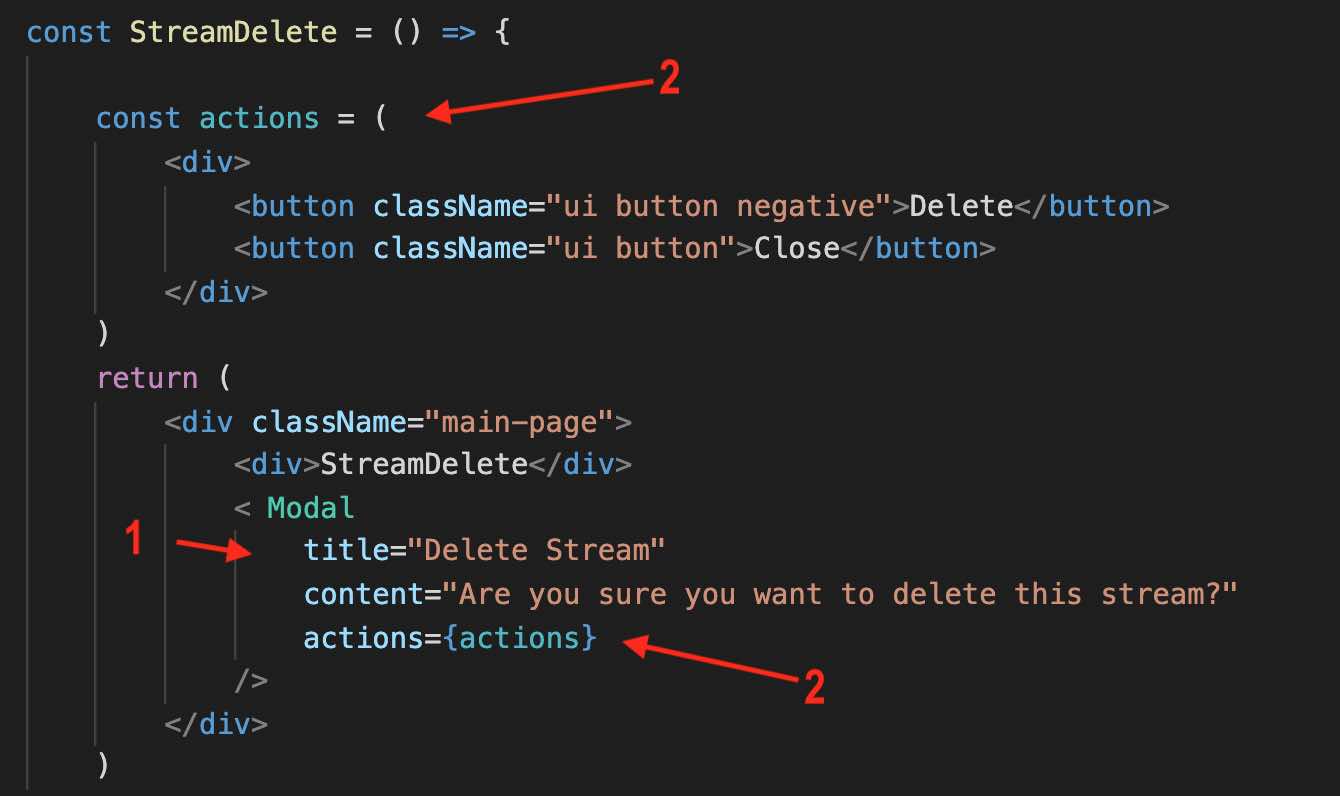 const StreamDelete = () => {
2
const actions = (
<div>
<button className="ui button negative">Delete</button>
<button className="ui button">Close</button>
</div>
)
return (
<div className="main-page">
<div>StreamDelete</div>
< Modal
1
title="Delete Stream"
content="Are you sure you want to delete this stream?"
actions={actions}
2
/>
</div>
)